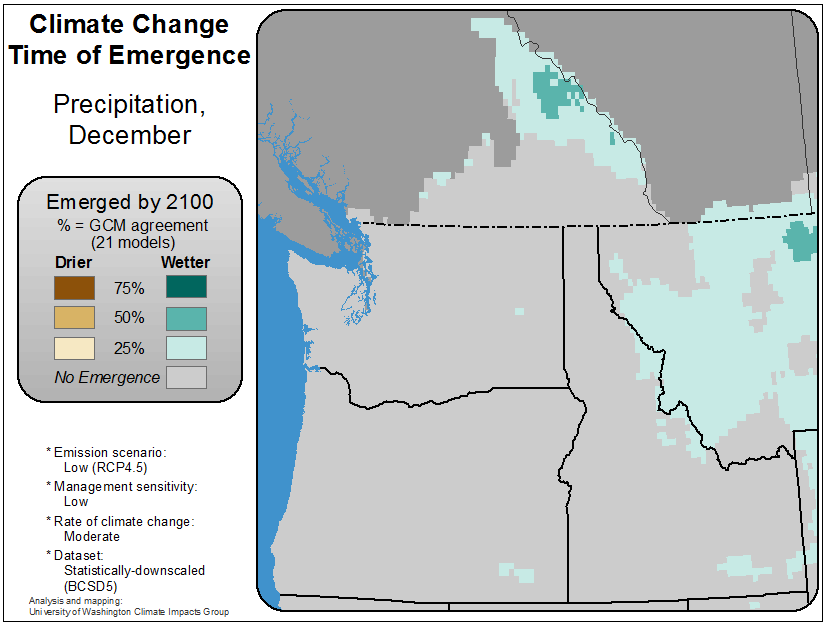 Climate Change
Time of Emergence
Precipitation,
December
Emerged by 2100
% = GCM agreement
(21 models)
Drier Wetter
75%
50%
25%
No Emergence
* Emission scenario:
Low (RCP4.5)
* Management sensitivity:
Low
* Rate of climate change:
Moderate
* Dataset:
Statistically-downscaled
(BCSD5)
Analysis and mapping:
University of Washington Climate Impacts Group